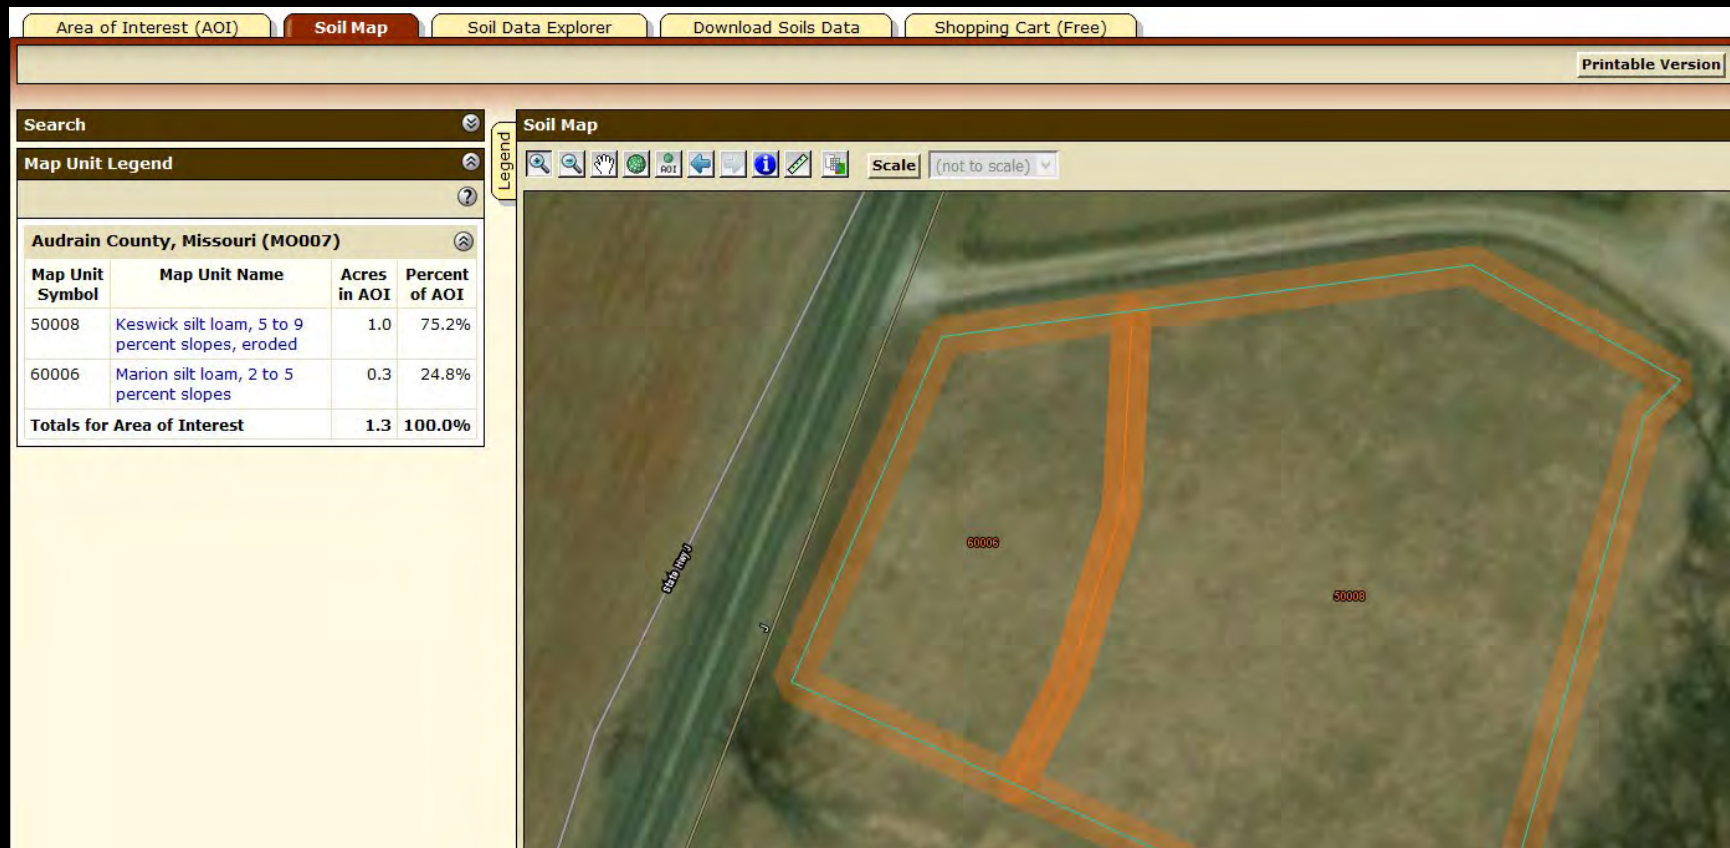 Area of Interest (AOI)
Soil Map
Soil Data Explorer
Download Soils Data
Shopping Cart (Free)
Printable Version
Search
Map Unit Legend
?
Audrain County, Missouri (MO007)
Map Unit Symbol Map Unit Name Acres in AOI Percent of AOI
50008 Keswick silt loam, 5 to 9 percent slopes, eroded 1.0 75.2%
60006 Marion silt loam, 2 to 5 percent slopes 0.3 24.8%
Totals for Area of Interest 1.3 100.0%
Legend
Soil Map
AOI
i
Scale
(not to scale)
60006
50008
State Hwy J
J